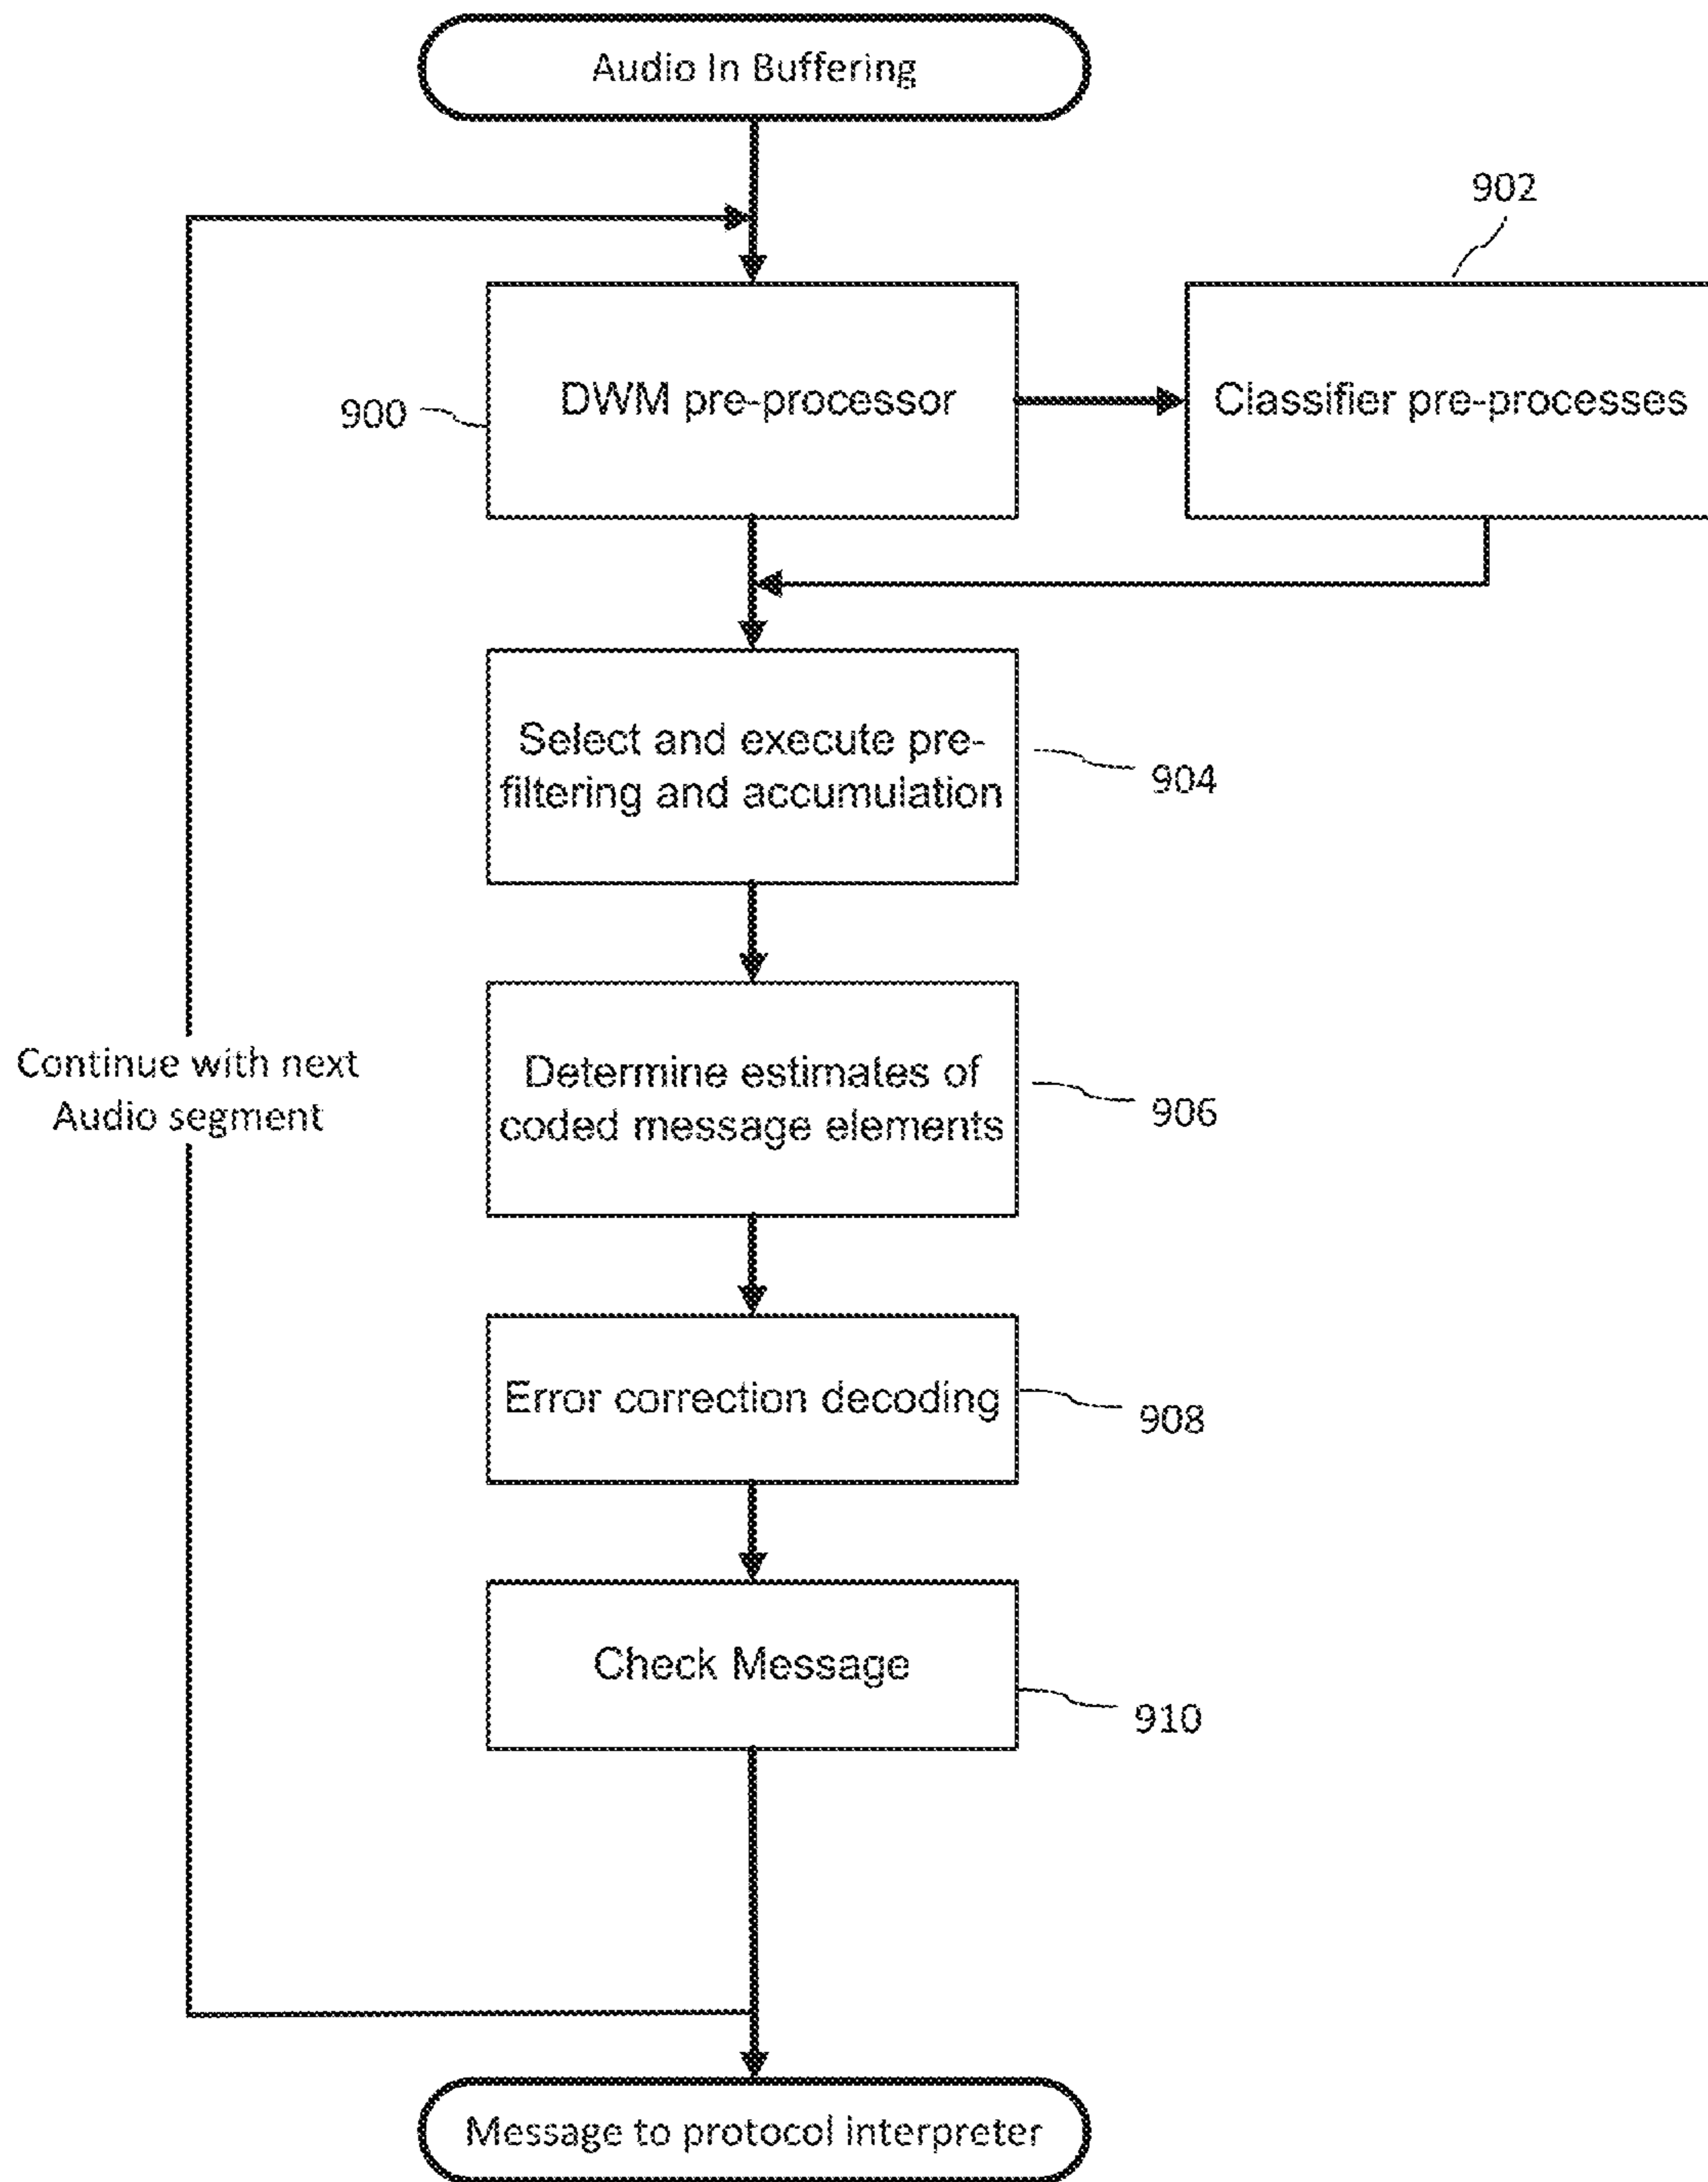 Audio In Buffering
902
DWM pre-processor
Classifier pre-processes
900
Select and execute pre-
filtering and accumulation
904
Continue with next
Audio segment
Determine estimates of
coded message elements
906
Error correction decoding
908
Check Message
910
Message to protocol interpreter